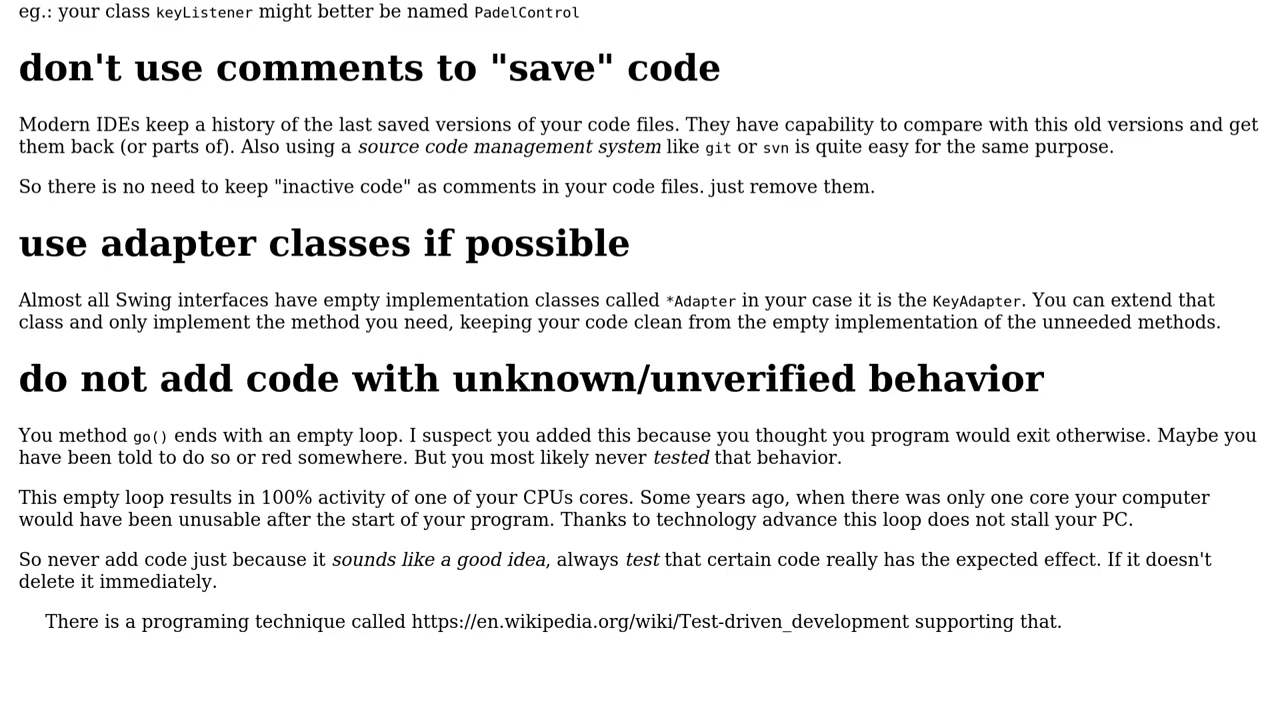 eg.: your class keyListener might better be named PadelControl
don't use comments to "save" code
Modern IDEs keep a history of the last saved versions of your code files. They have capability to compare with this old versions and get
them back (or parts of). Also using a source code management system like git or svn is quite easy for the same purpose.
So there is no need to keep "inactive code" as comments in your code files. just remove them.
use adapter classes if possible
Almost all Swing interfaces have empty implementation classes called *Adapter in your case it is the KeyAdapter. You can extend that
class and only implement the method you need, keeping your code clean from the empty implementation of the unneeded methods.
do not add code with unknown/unverified behavior
You method go() ends with an empty loop. I suspect you added this because you thought you program would exit otherwise. Maybe you
have been told to do so or red somewhere. But you most likely never tested that behavior.
This empty loop results in 100% activity of one of your CPUs cores. Some years ago, when there was only one core your computer
would have been unusable after the start of your program. Thanks to technology advance this loop does not stall your PC.
So never add code just because it sounds like a good idea, always test that certain code really has the expected effect. If it doesn't
delete it immediately.
There is a programing technique called https://en.wikipedia.org/wiki/Test-driven_development supporting that.